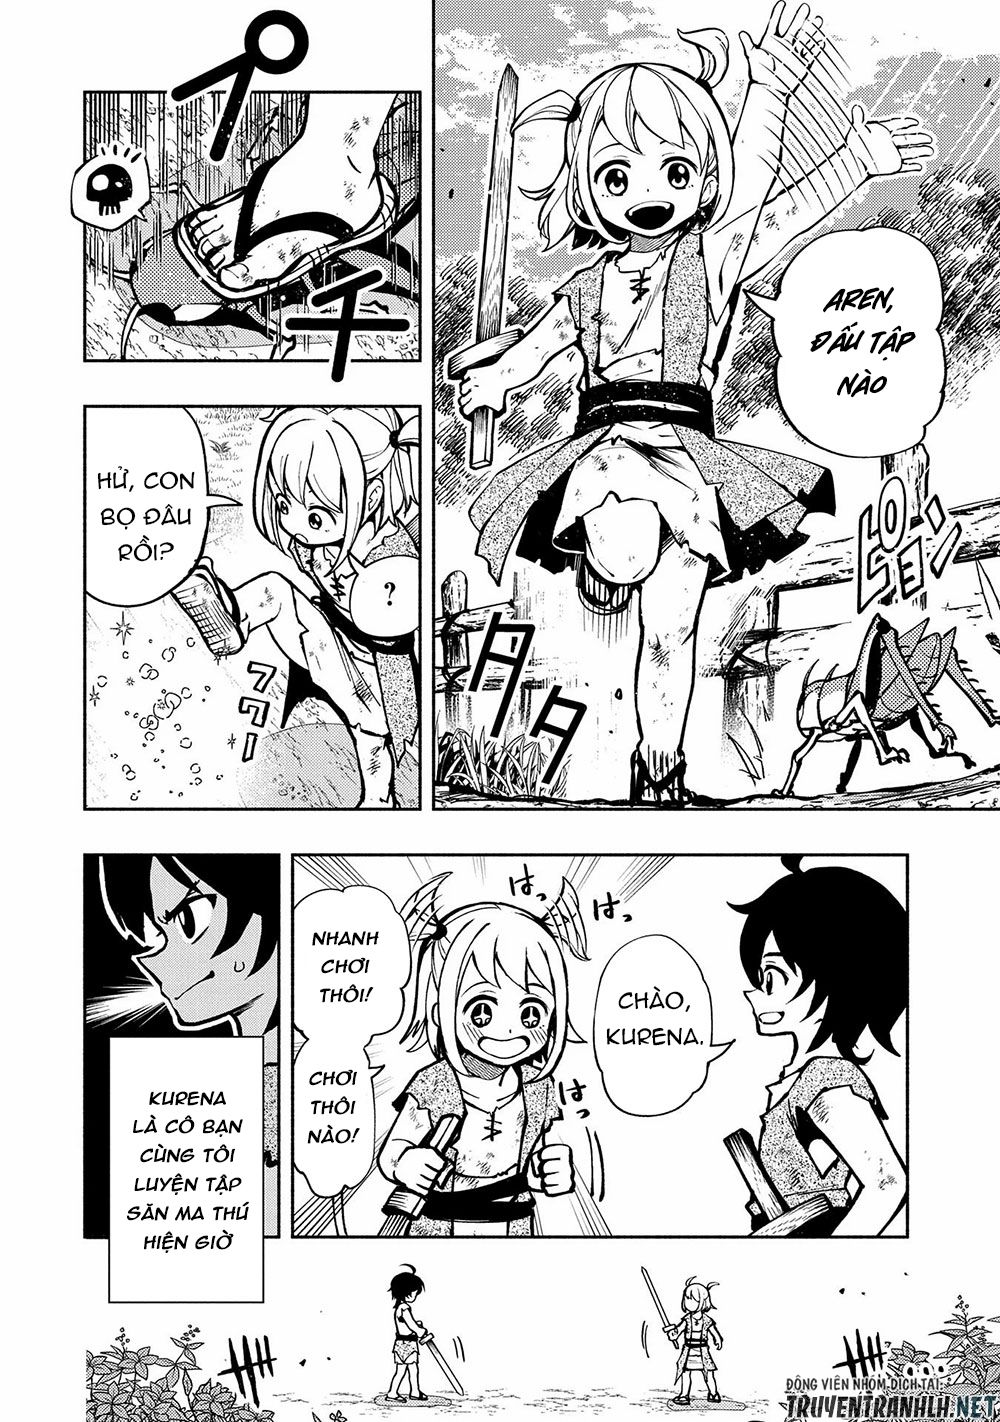 AREN,
ĐẤU TẬP
NÀO
ピョン
タタ
プチ
HỬ, CON
BỌ ĐÂU
RỒI?
?
フワー
CHÀO,
KURENA.
はっ
はっ
はっ
NHANH
CHƠI
THÔI!
CHƠI
THÔI
NÀO!
KURENA
LÀ CÔ BẠN
CÙNG TÔI
LUYỆN TẬP
SĂN MA THÚ
HIỆN GIỜ
ĐỘNG VIÊN NHÓM DỊCH TẠI:
TRUYENTRANHLH.NET